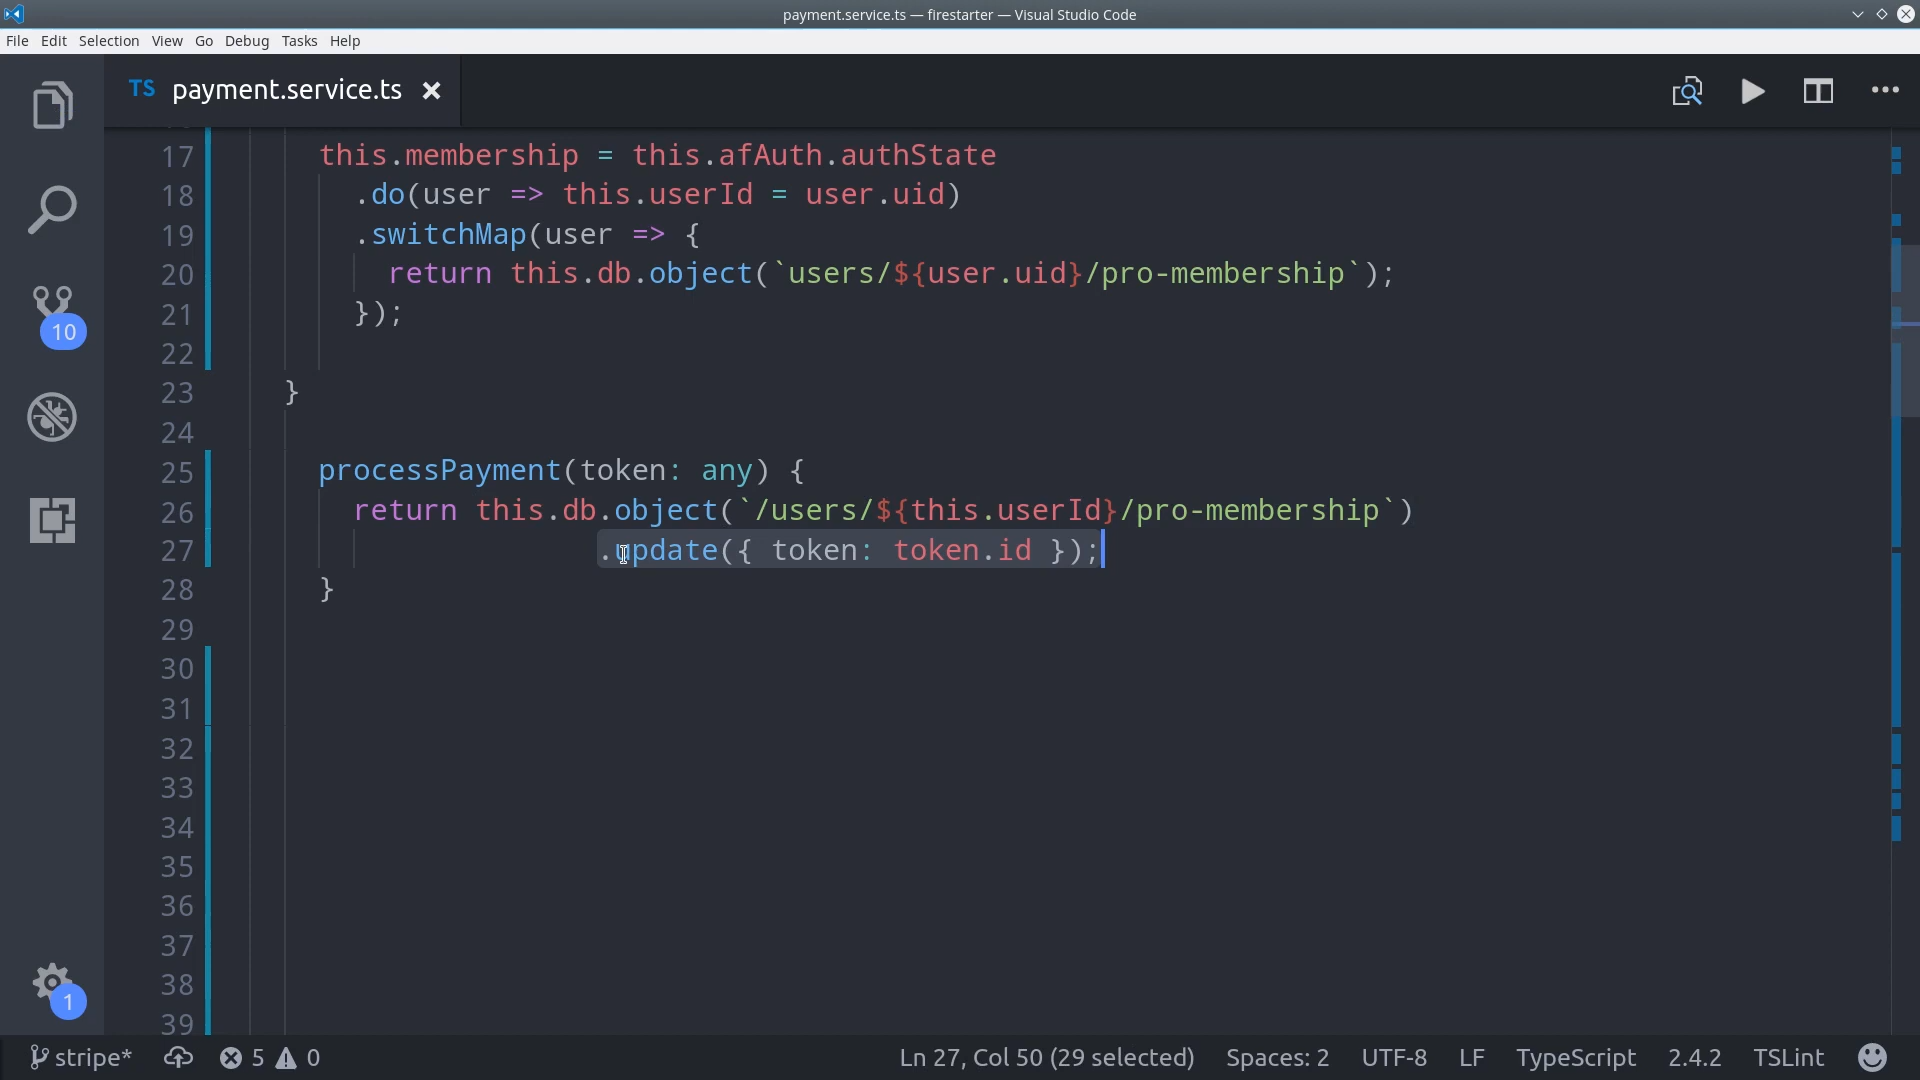 payment.service.ts — firestarter — Visual Studio Code
File Edit Selection View Go Debug Tasks Help
TS payment.service.ts
17 this.membership = this.afAuth.authState
18 .do(user => this.userId = user.uid)
19 .switchMap(user => {
20 return this.db.object(`users/${user.uid}/pro-membership`);
21 });
22
23 }
24
25 processPayment(token: any) {
26 return this.db.object(`/users/${this.userId}/pro-membership`)
27 .update({ token: token.id });
28 }
29
30
31
32
33
34
35
36
37
38
39
10
1
stripe* 5 0 Ln 27, Col 50 (29 selected) Spaces: 2 UTF-8 LF TypeScript 2.4.2 TSLint